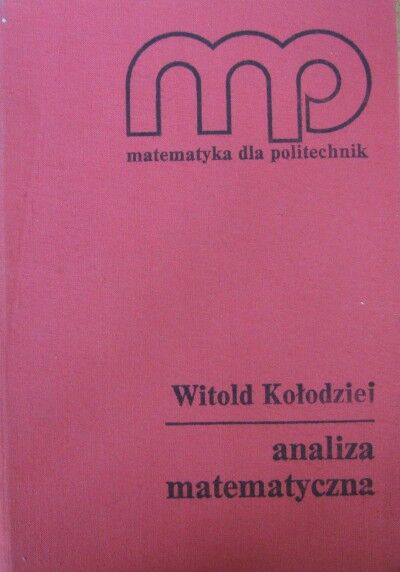 mp
matematyka dla politechnik
Witold Kołodziej
analiza
matematyczna